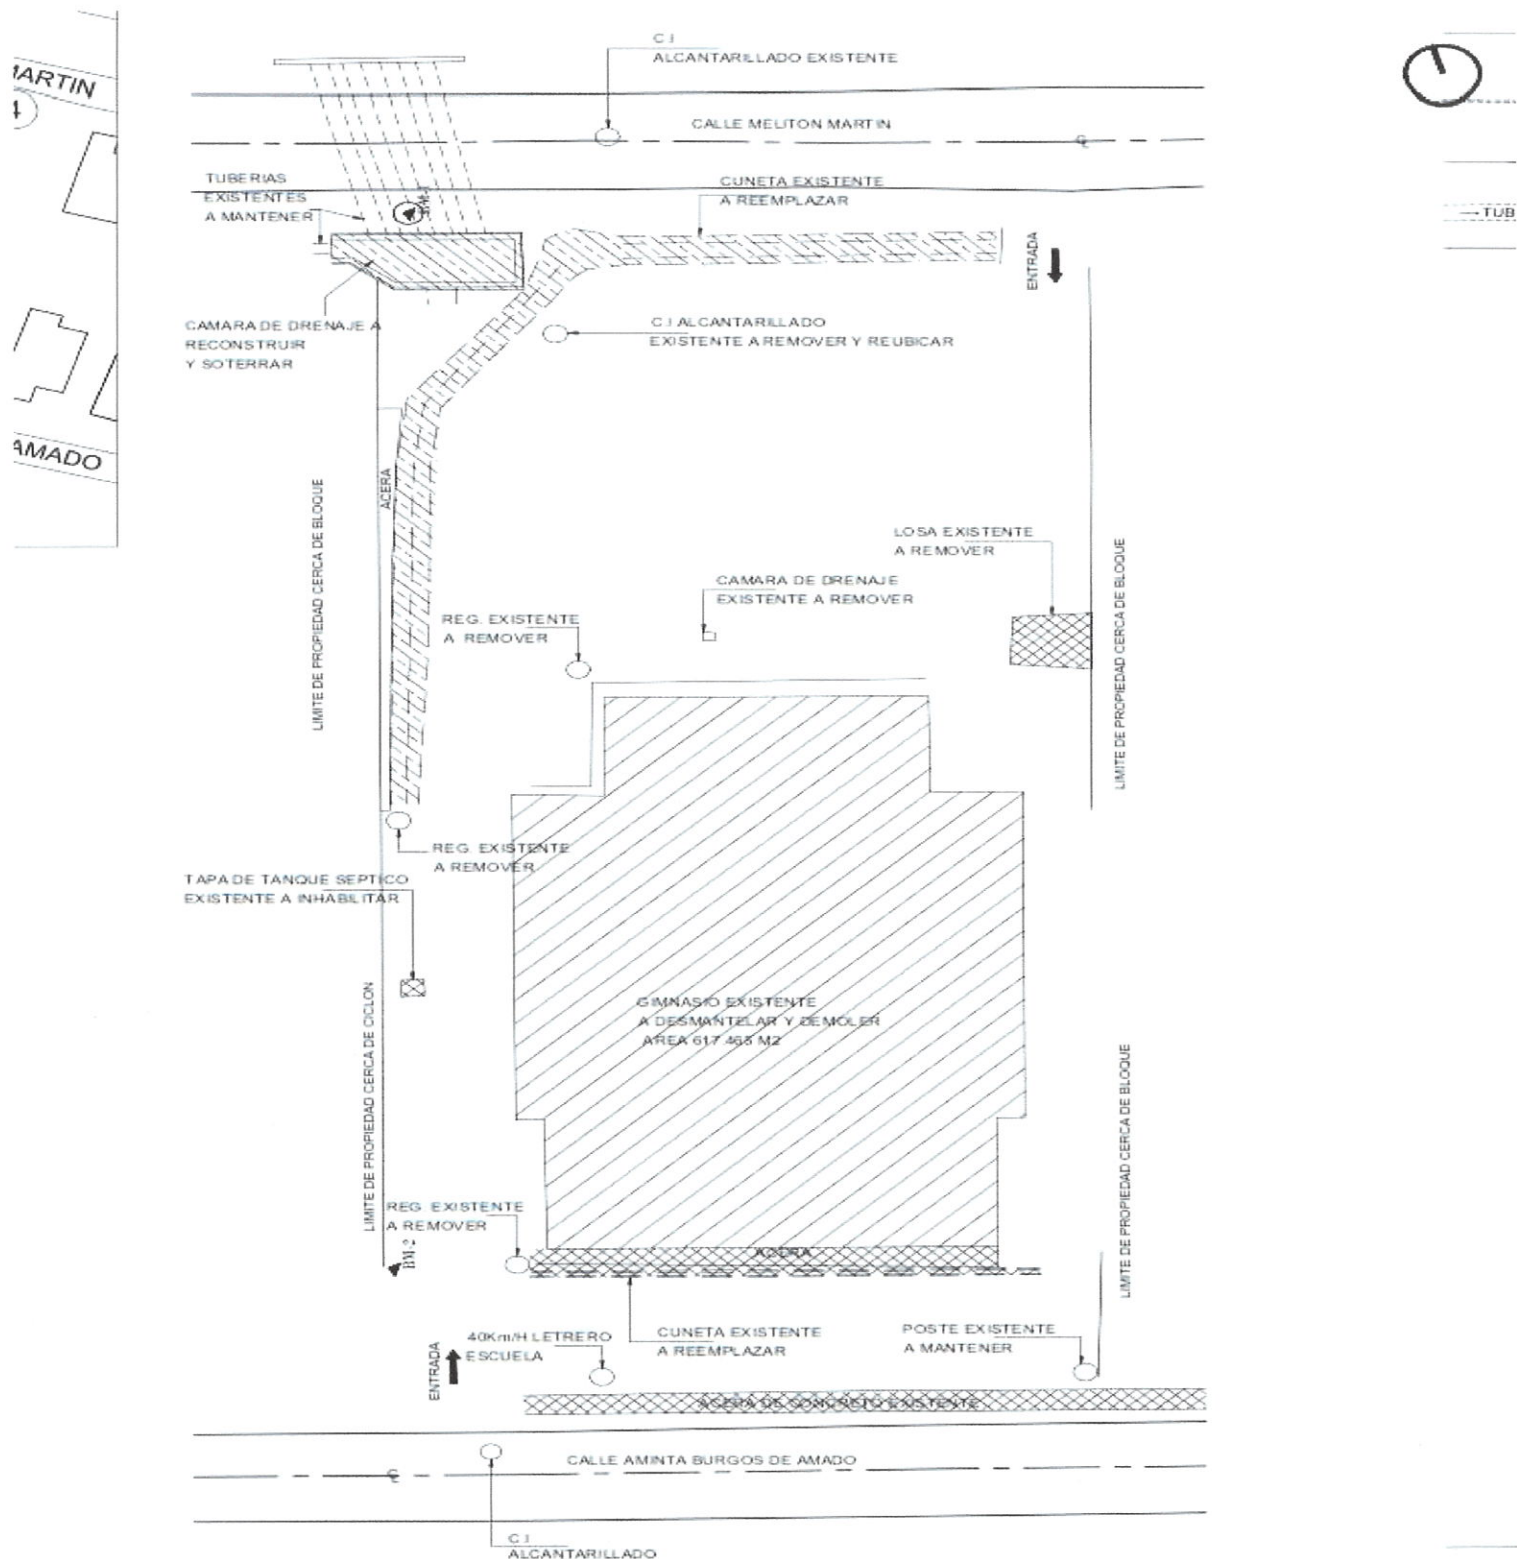 C.I
ALCANTARILLADO EXISTENTE
MARTIN
4
CALLE MELITON MARTIN
TUBERIAS
EXISTENTES
A MANTENER
CUNETA EXISTENTE
A REEMPLAZAR
TUB
ENTRADA
CAMARA DE DRENAJE A
RECONSTRUIR
Y SOTERRAR
C.I ALCANTARILLADO
EXISTENTE A REMOVER Y REUBICAR
AMADO
ACERA
LIMITE DE PROPIEDAD CERCA DE BLOQUE
LOSA EXISTENTE
A REMOVER
LIMITE DE PROPIEDAD CERCA DE BLOQUE
CAMARA DE DRENAJE
EXISTENTE A REMOVER
REG. EXISTENTE
A REMOVER
REG. EXISTENTE
A REMOVER
TAPA DE TANQUE SEPTICO
EXISTENTE A INHABILITAR
LIMITE DE PROPIEDAD CERCA DE CICLON
GIMNASIO EXISTENTE
A DESMANTELAR Y DEMOLER
AREA 617.465 M2
LIMITE DE PROPIEDAD CERCA DE BLOQUE
REG. EXISTENTE
A REMOVER
BM-2
ACERA
ENTRADA
40Km/H LETRERO
ESCUELA
CUNETA EXISTENTE
A REEMPLAZAR
POSTE EXISTENTE
A MANTENER
ACERA DE CONCRETO EXISTENTE
CALLE AMINTA BURGOS DE AMADO
C.I
ALCANTARILLADO